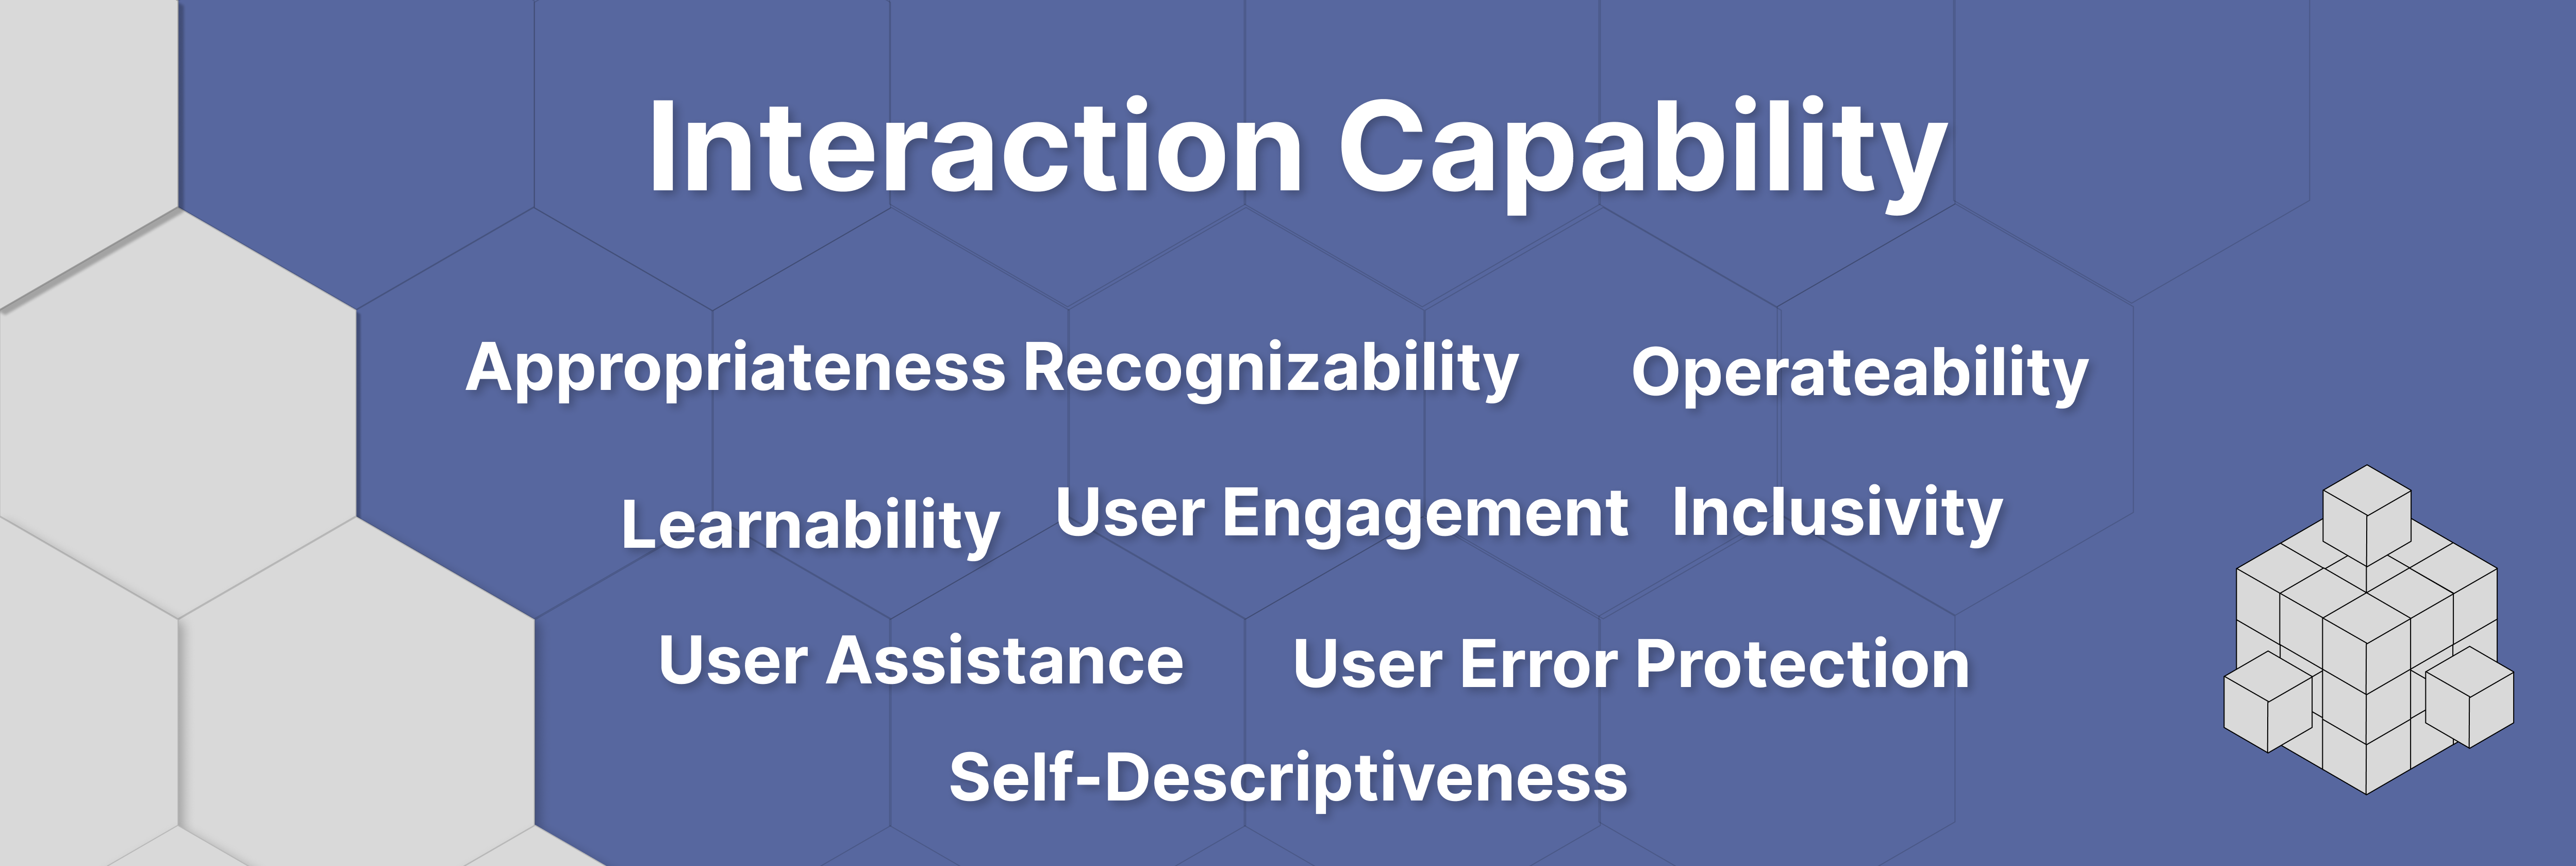 Interaction Capability
Appropriateness Recognizability Operateability
Learnability User Engagement Inclusivity
User Assistance User Error Protection
Self-Descriptiveness